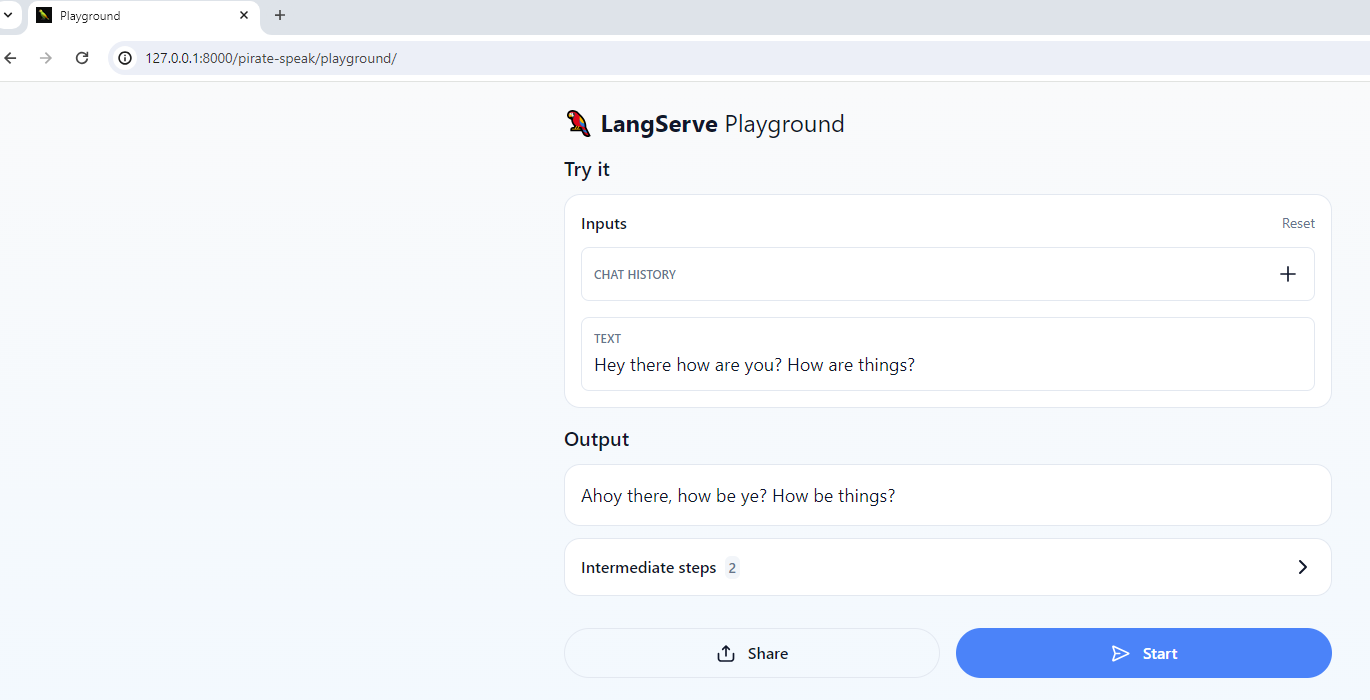 Playground
127.0.0.1:8000/pirate-speak/playground/
LangServe Playground
Try it
Inputs
Reset
CHAT HISTORY
TEXT
Hey there how are you? How are things?
Output
Ahoy there, how be ye? How be things?
Intermediate steps 2
Share
Start